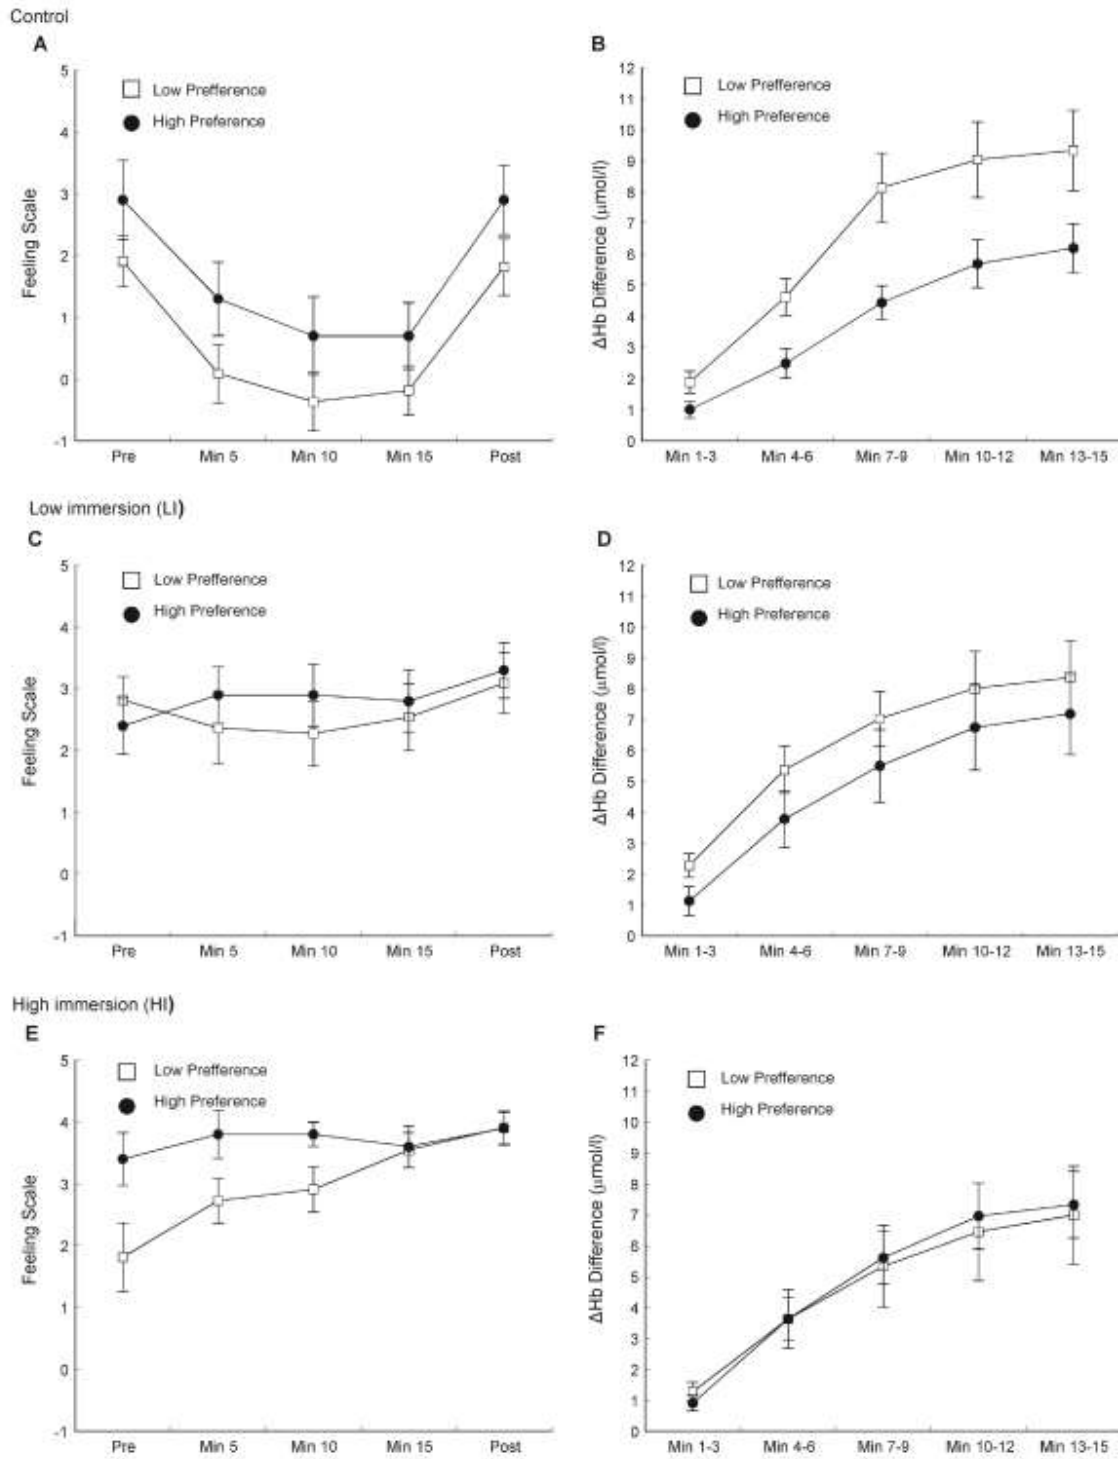 Control
A
5
4
3
2
1
0
-1
Feeling Scale
Low Prefference
High Preference
Pre
Min 5
Min 10
Min 15
Post
B
12
11
10
9
8
7
6
5
4
3
2
1
0
ΔHb Difference (μmol/l)
Low Prefference
High Preference
Min 1-3
Min 4-6
Min 7-9
Min 10-12
Min 13-15
Low immersion (LI)
C
5
4
3
2
1
0
-1
Feeling Scale
Low Prefference
High Preference
Pre
Min 5
Min 10
Min 15
Post
D
12
11
10
9
8
7
6
5
4
3
2
1
0
ΔHb Difference (μmol/l)
Low Prefference
High Preference
Min 1-3
Min 4-6
Min 7-9
Min 10-12
Min 13-15
High immersion (HI)
E
5
4
3
2
1
0
-1
Feeling Scale
Low Prefference
High Preference
Pre
Min 5
Min 10
Min 15
Post
F
12
11
10
9
8
7
6
5
4
3
2
1
0
ΔHb Difference (μmol/l)
Low Prefference
High Preference
Min 1-3
Min 4-6
Min 7-9
Min 10-12
Min 13-15